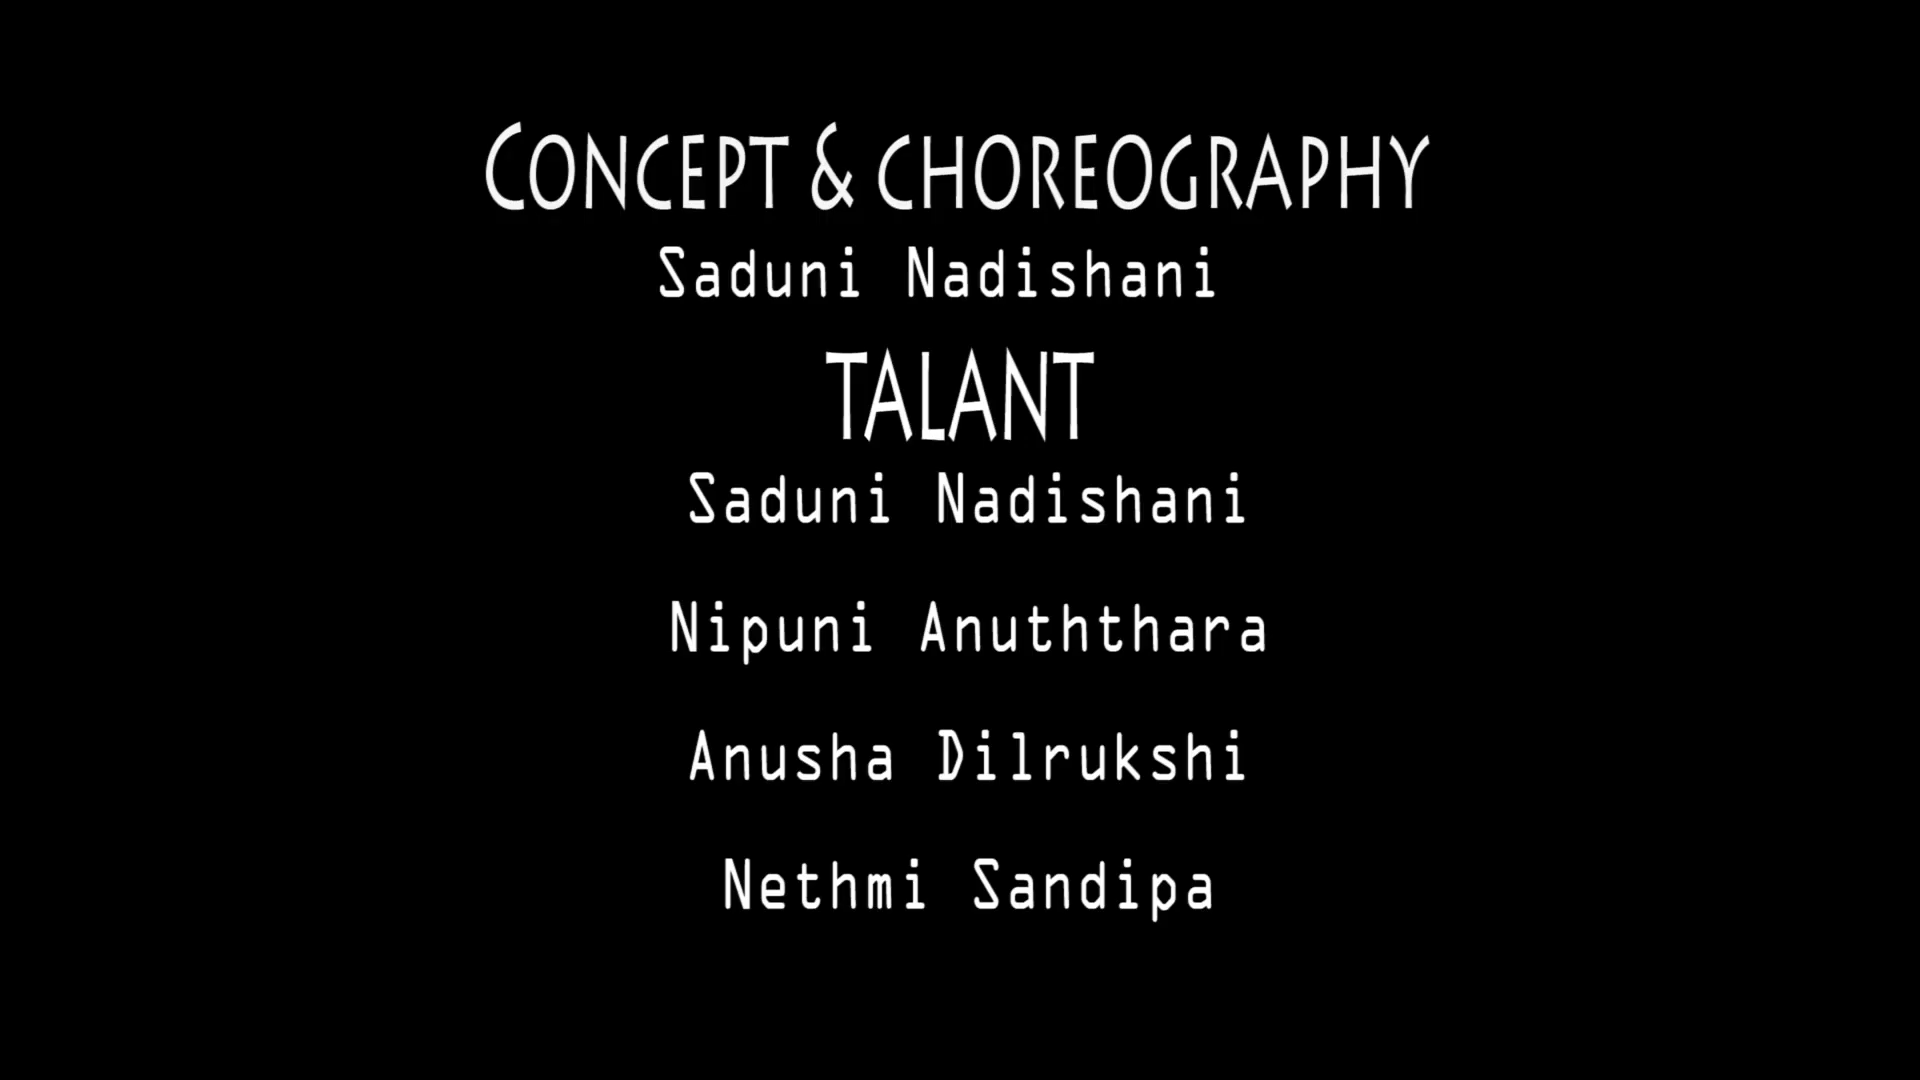 CONCEPT & CHOREOGRAPHY
Saduni Nadishani
TALANT
Saduni Nadishani
Nipuni Anuththara
Anusha Dilrukshi
Nethmi Sandipa